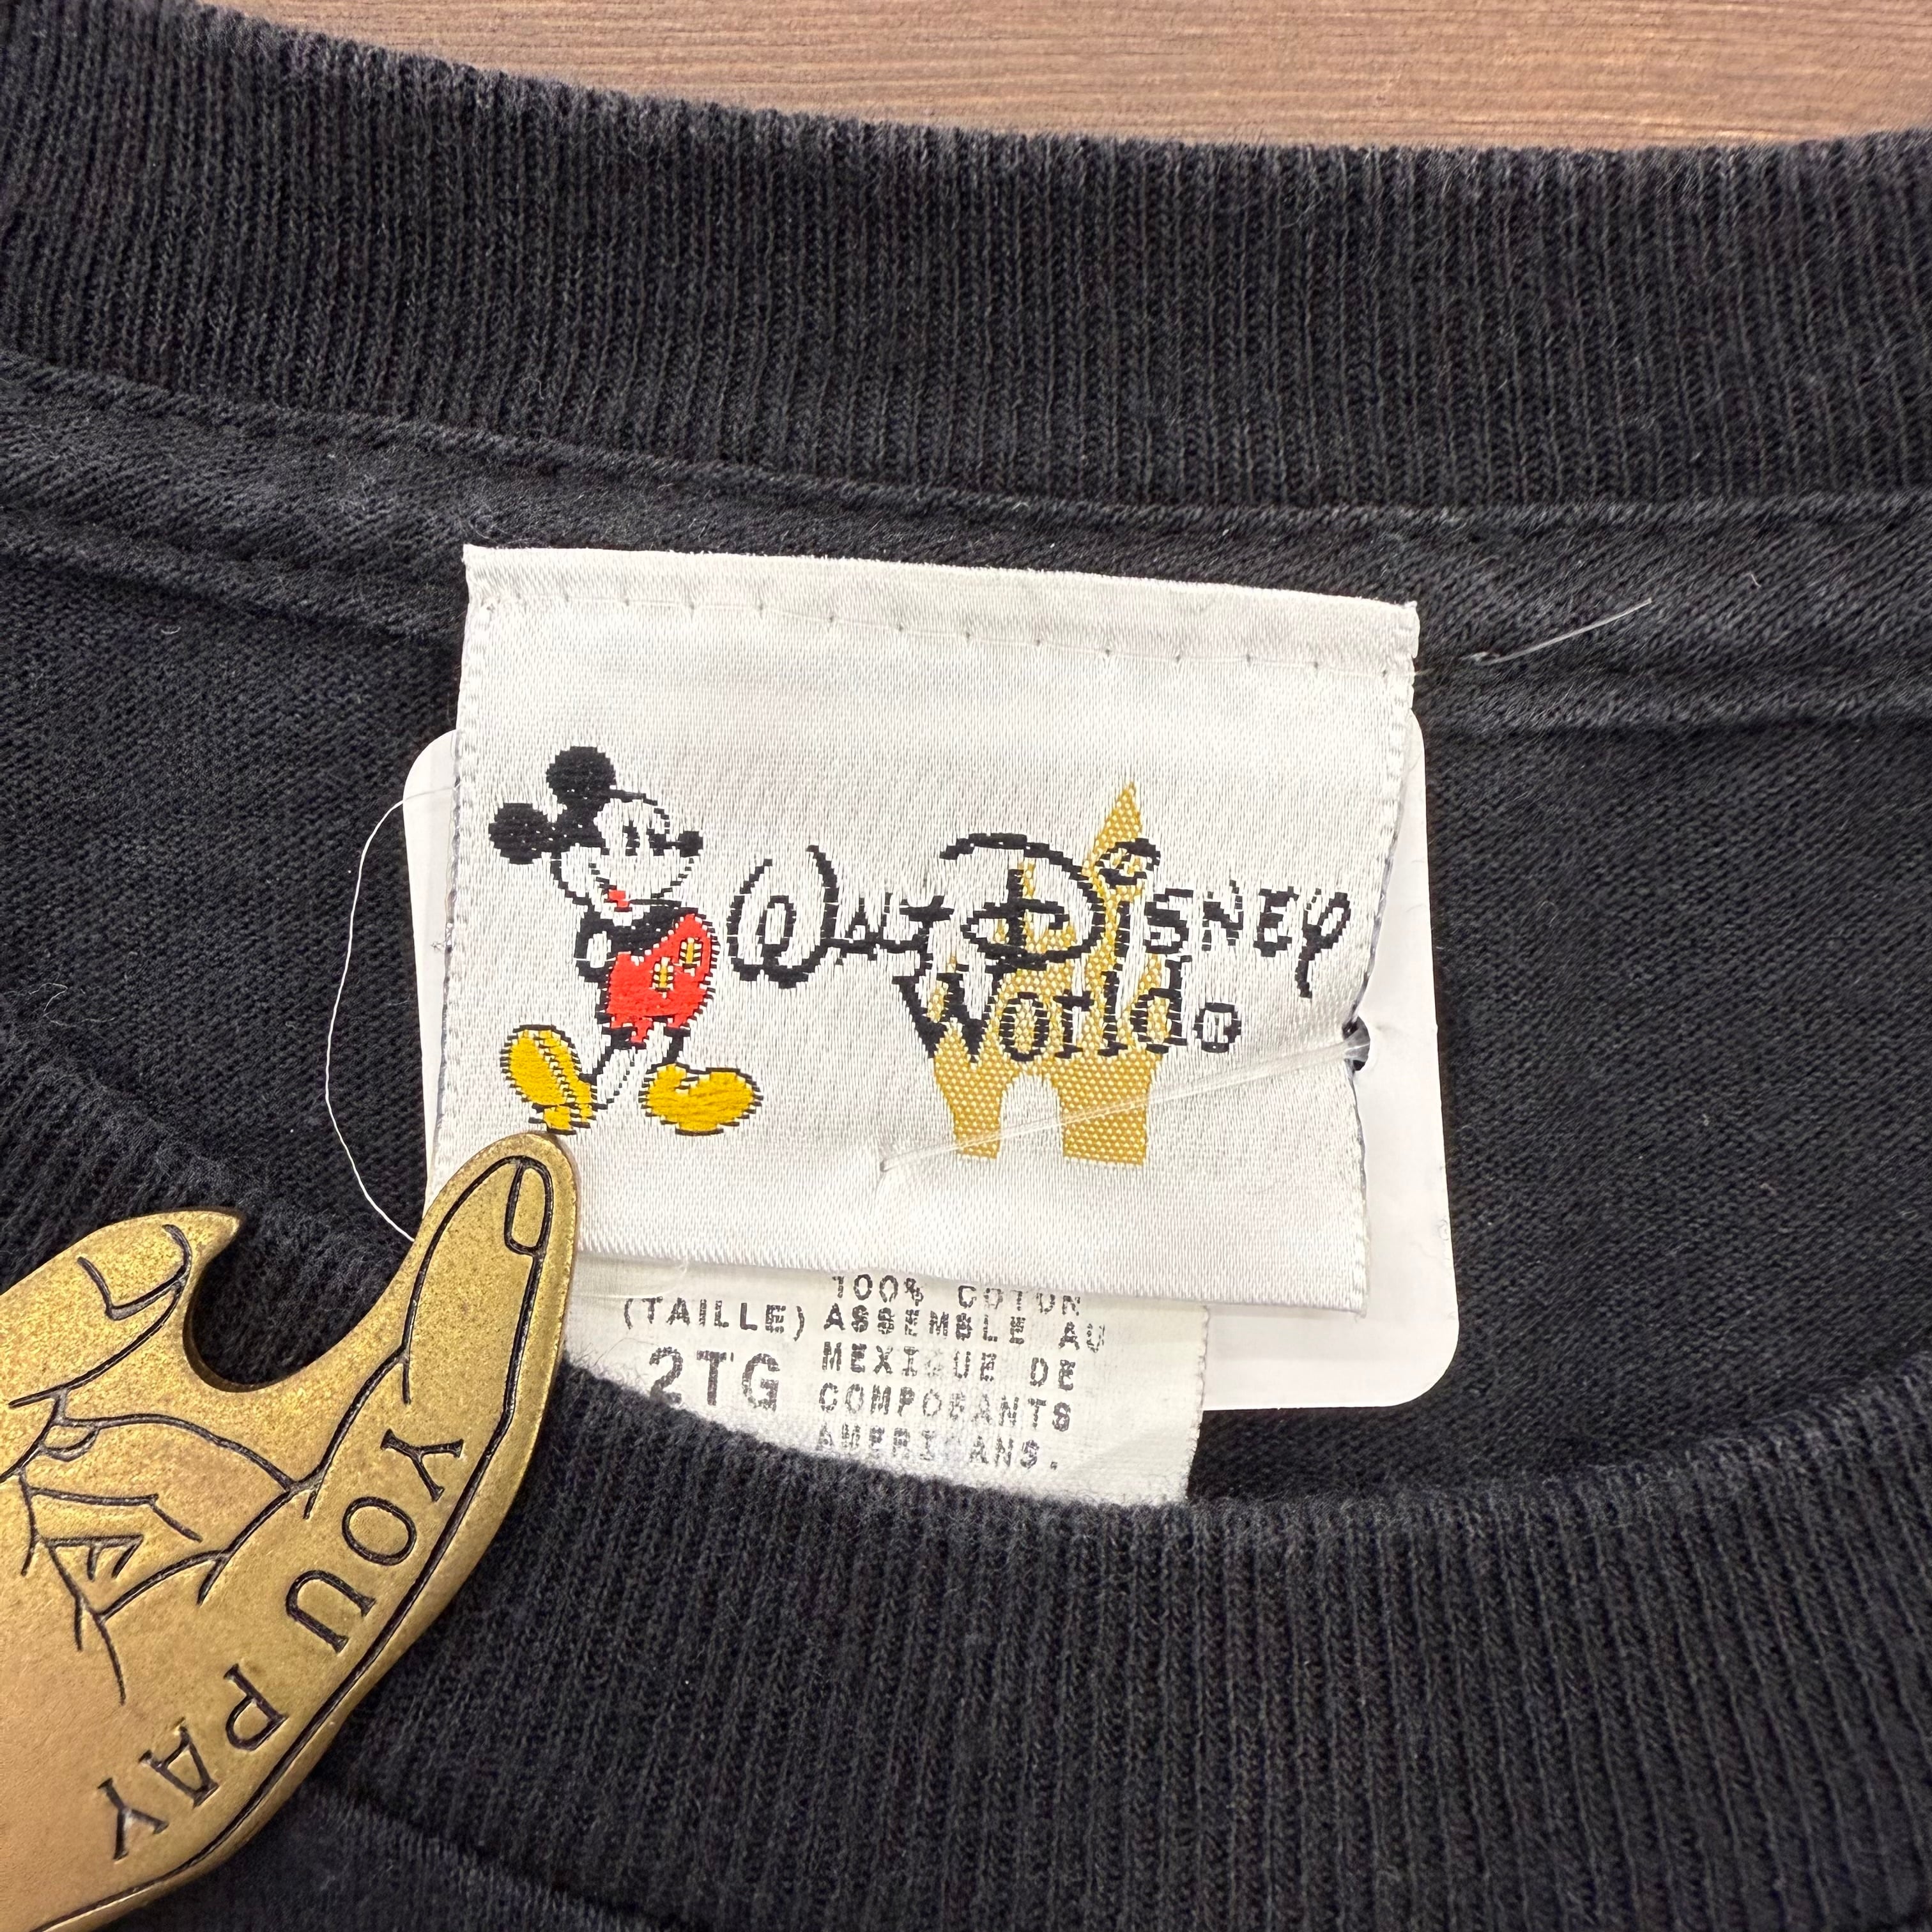 WALT DISNEY
World®
100% COTON
(TAILLE) ASSEMBLE AU
2TG MEXIQUE DE
COMPOSANTS
AMERICANS.
YOU PAY